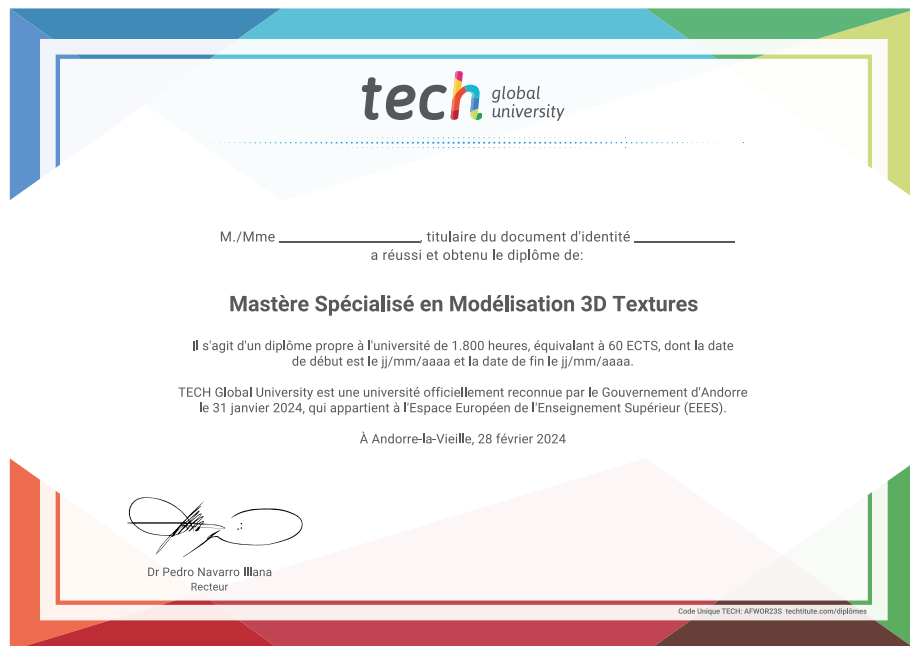 tech global university
M./Mme ________________, titulaire du document d'identité ____________
a réussi et obtenu le diplôme de:
Mastère Spécialisé en Modélisation 3D Textures
Il s'agit d'un diplôme propre à l'université de 1.800 heures, équivalant à 60 ECTS, dont la date
de début est le jj/mm/aaaa et la date de fin le jj/mm/aaaa.
TECH Global University est une université officiellement reconnue par le Gouvernement d'Andorre
le 31 janvier 2024, qui appartient à l'Espace Européen de l'Enseignement Supérieur (EEES).
À Andorre-la-Vieille, 28 février 2024
Dr Pedro Navarro Illana
Recteur
Code Unique TECH: AFWOR23S techtitute.com/diplômes